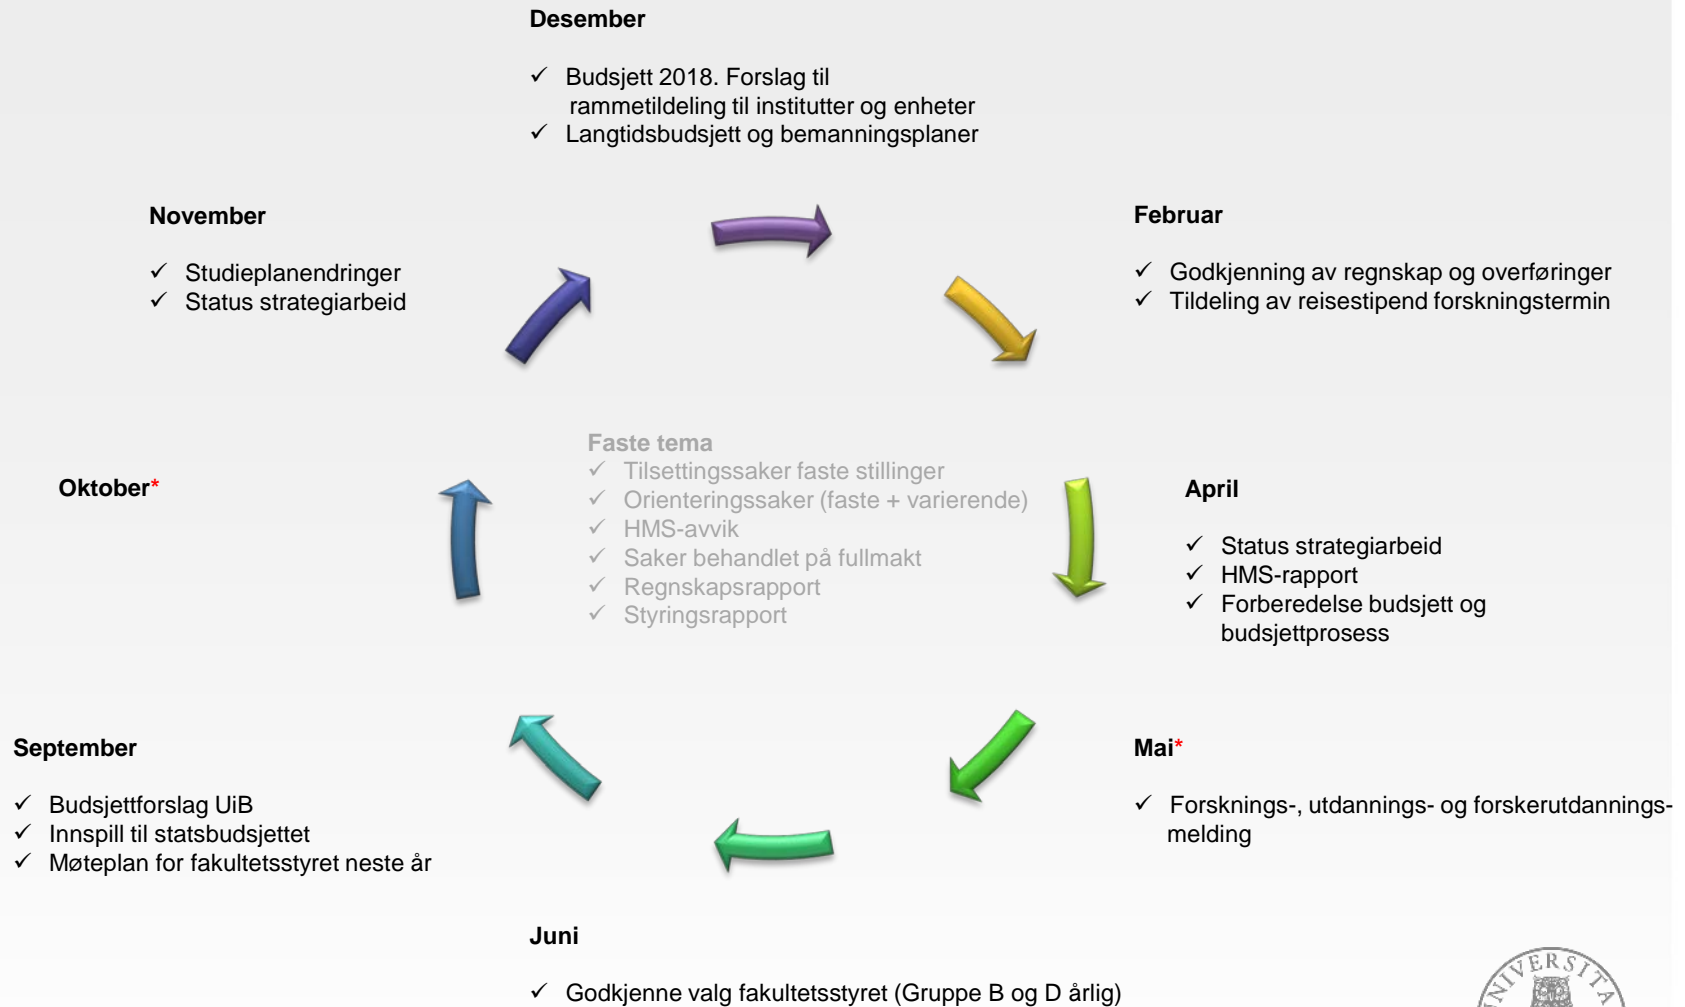 Desember
✓ Budsjett 2018. Forslag til
rammetildeling til institutter og enheter
✓ Langtidsbudsjett og bemanningsplaner
Februar
✓ Godkjenning av regnskap og overføringer
✓ Tildeling av reisestipend forskningstermin
April
✓ Status strategiarbeid
✓ HMS-rapport
✓ Forberedelse budsjett og
budsjettprosess
Mai*
✓ Forsknings-, utdannings- og forskerutdannings-
melding
Juni
✓ Godkjenne valg fakultetsstyret (Gruppe B og D årlig)
September
✓ Budsjettforslag UiB
✓ Innspill til statsbudsjettet
✓ Møteplan for fakultetsstyret neste år
Oktober*
November
✓ Studieplanendringer
✓ Status strategiarbeid
Faste tema
✓ Tilsettingssaker faste stillinger
✓ Orienteringssaker (faste + varierende)
✓ HMS-avvik
✓ Saker behandlet på fullmakt
✓ Regnskapsrapport
✓ Styringsrapport